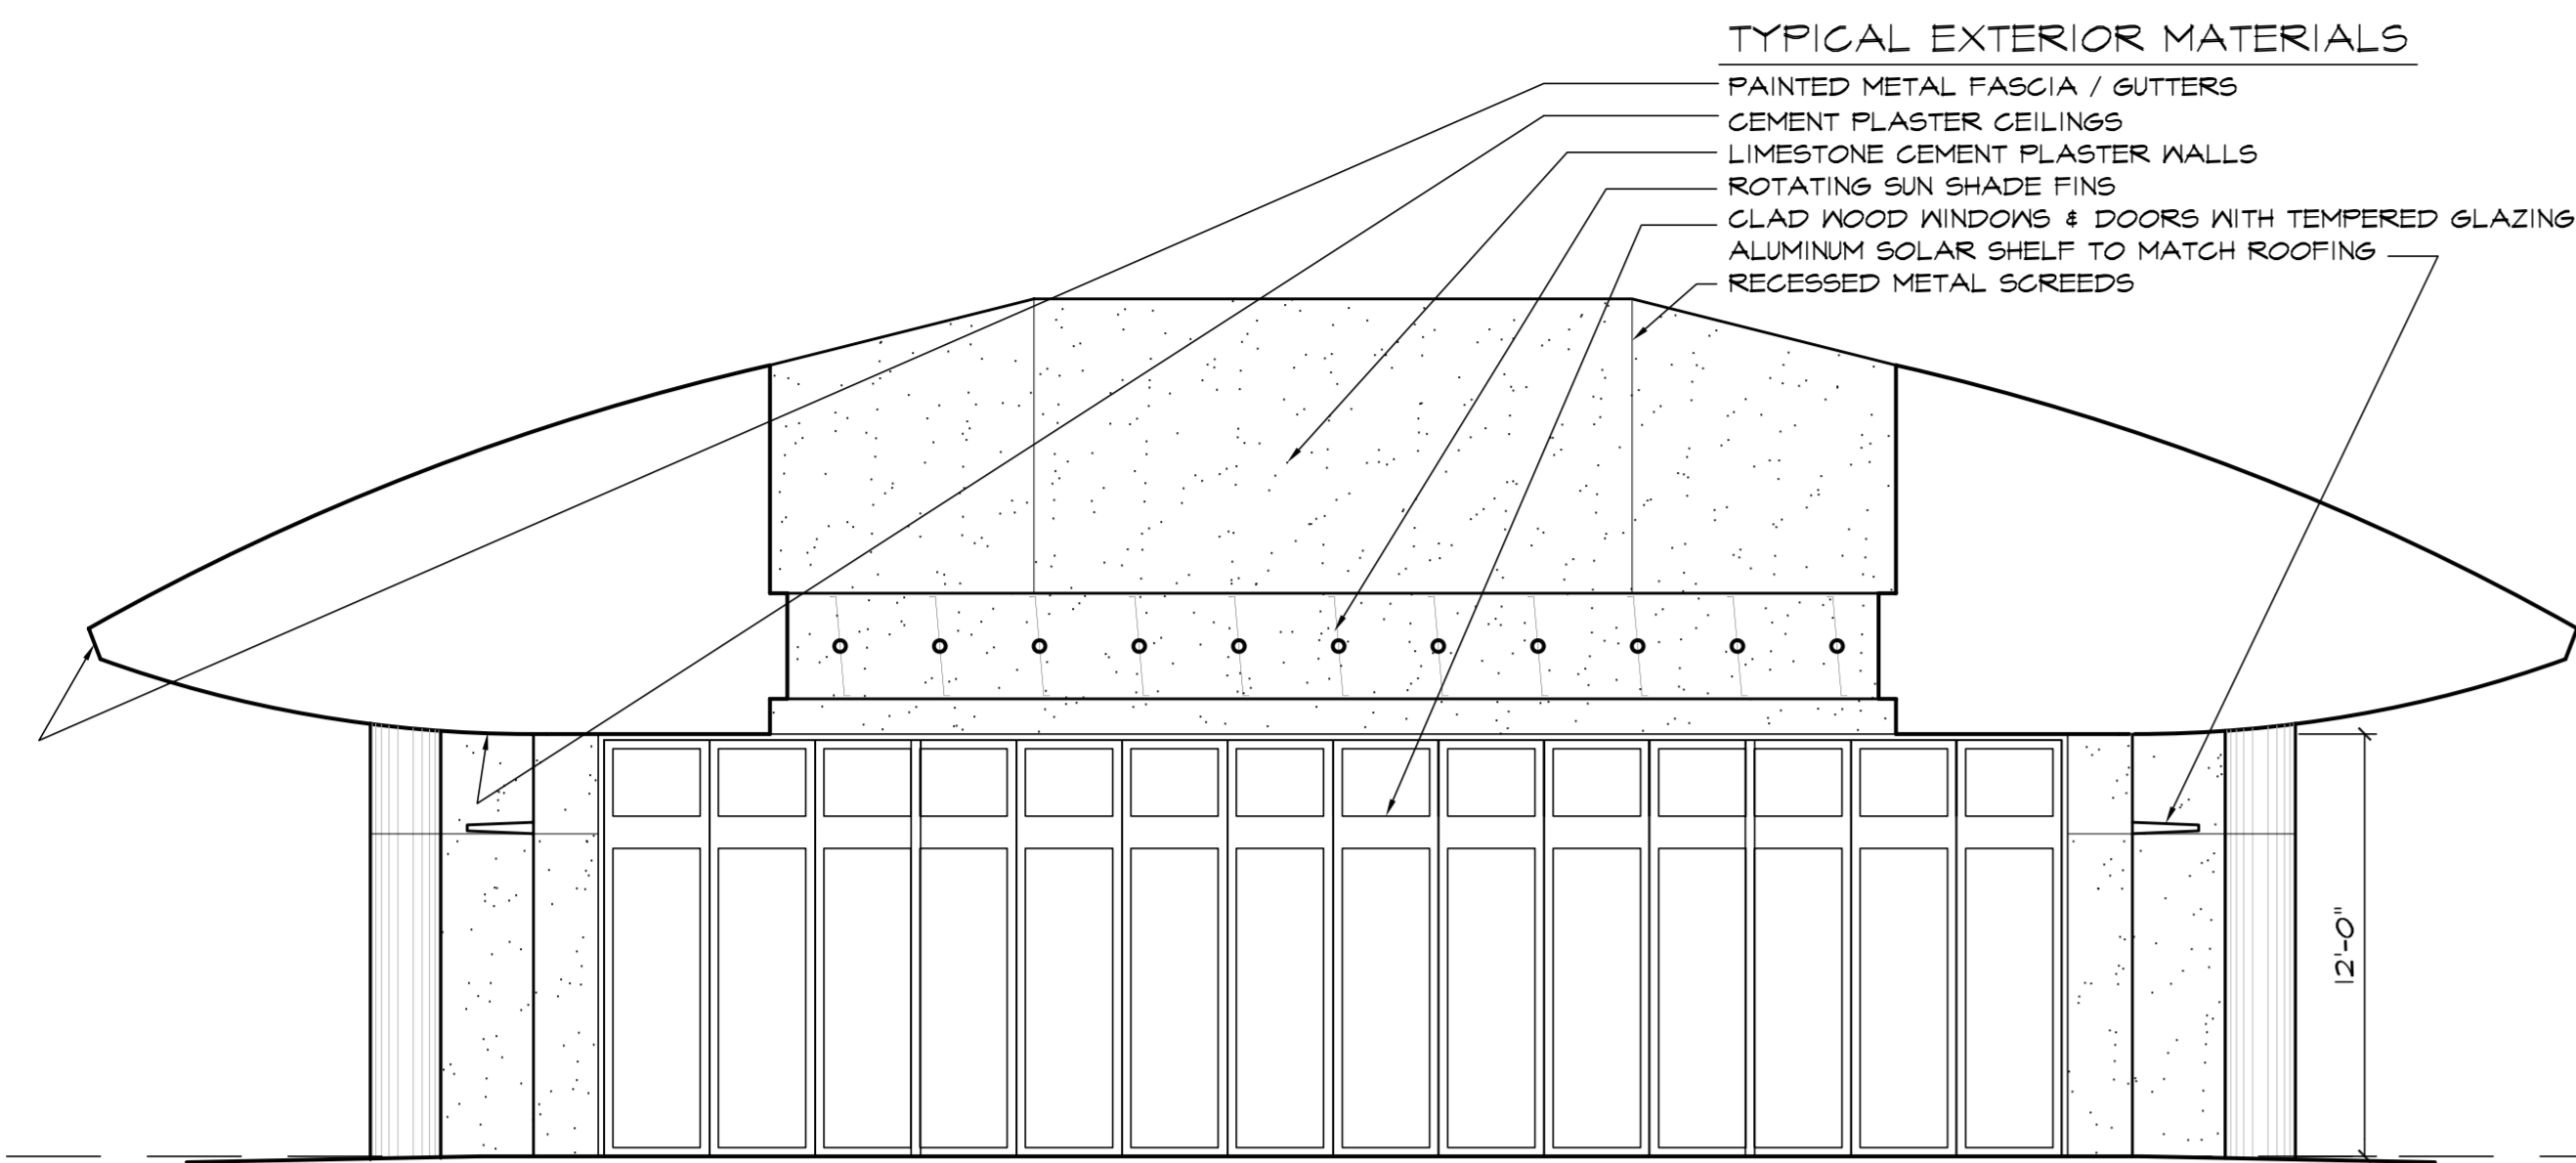 TYPICAL EXTERIOR MATERIALS
PAINTED METAL FASCIA / GUTTERS
CEMENT PLASTER CEILINGS
LIMESTONE CEMENT PLASTER WALLS
ROTATING SUN SHADE FINS
CLAD WOOD WINDOWS & DOORS WITH TEMPERED GLAZING
ALUMINUM SOLAR SHELF TO MATCH ROOFING
RECESSED METAL SCREEDS
12'-0"